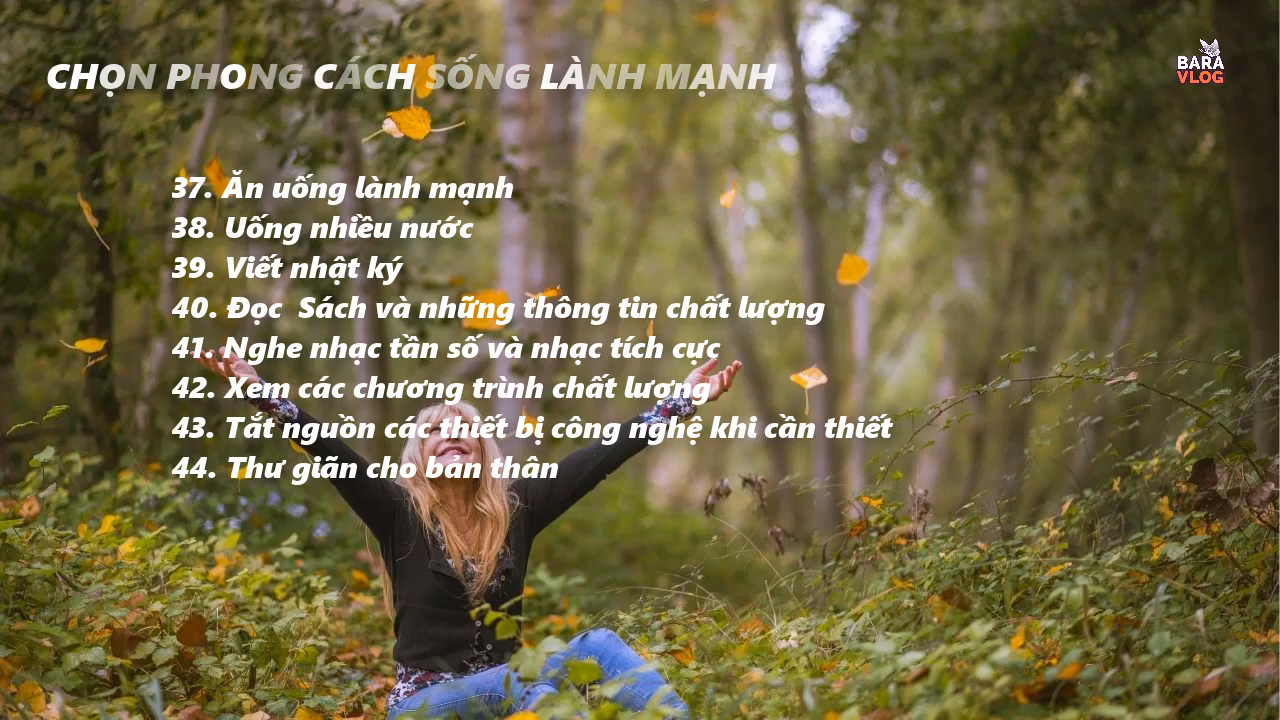 CHỌN PHONG CÁCH SỐNG LÀNH MẠNH
BARA
VLOG
37. Ăn uống lành mạnh
38. Uống nhiều nước
39. Viết nhật ký
40. Đọc  Sách và những thông tin chất lượng
41. Nghe nhạc tần số và nhạc tích cực
42. Xem các chương trình chất lượng
43. Tắt nguồn các thiết bị công nghệ khi cần thiết
44. Thư giãn cho bản thân